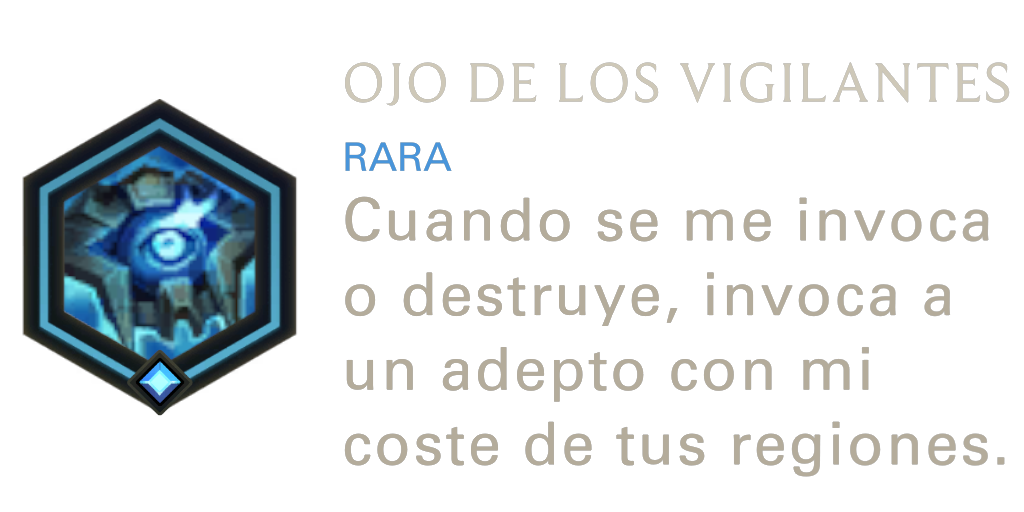 OJO DE LOS VIGILANTES
RARA
Cuando se me invoca
o destruye, invoca a
un adepto con mi
coste de tus regiones.